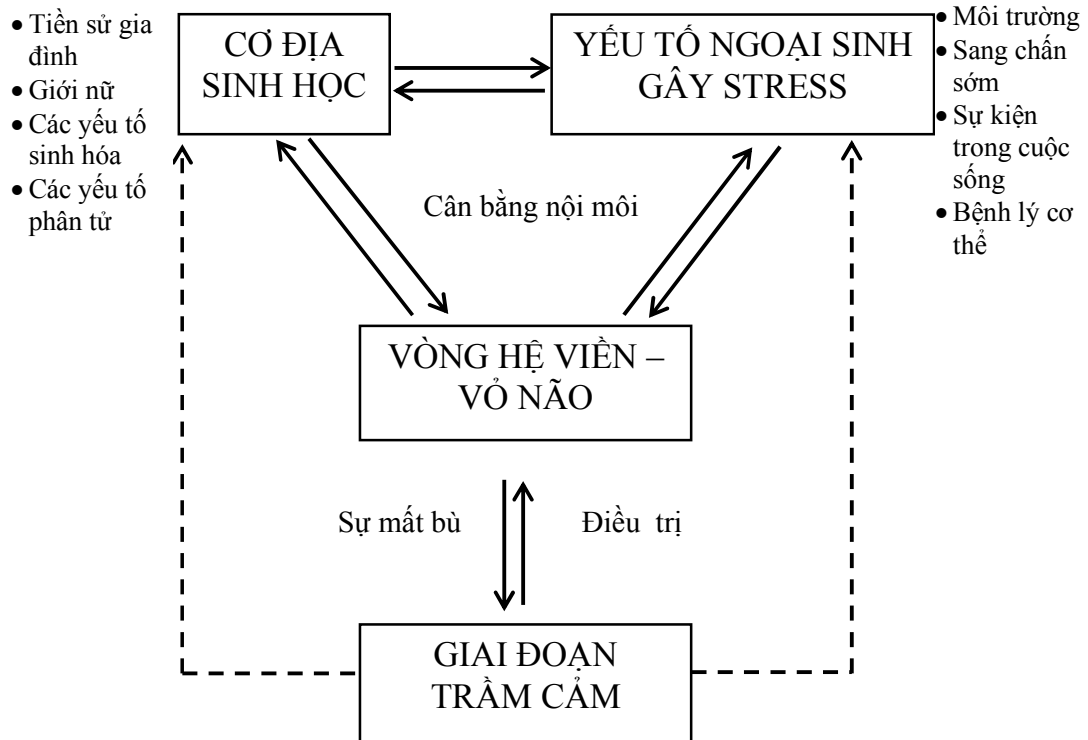 • Tiền sử gia
đình
• Giới nữ
• Các yếu tố
sinh hóa
• Các yếu tố
phân tử
CƠ ĐỊA
SINH HỌC
YẾU TỐ NGOẠI SINH
GÂY STRESS
• Môi trường
• Sang chấn
sớm
• Sự kiện
trong cuộc
sống
• Bệnh lý cơ
thể
Cân bằng nội môi
VÒNG HỆ VIỀN –
VỎ NÃO
Sự mất bù
Điều trị
GIAI ĐOẠN
TRẦM CẢM